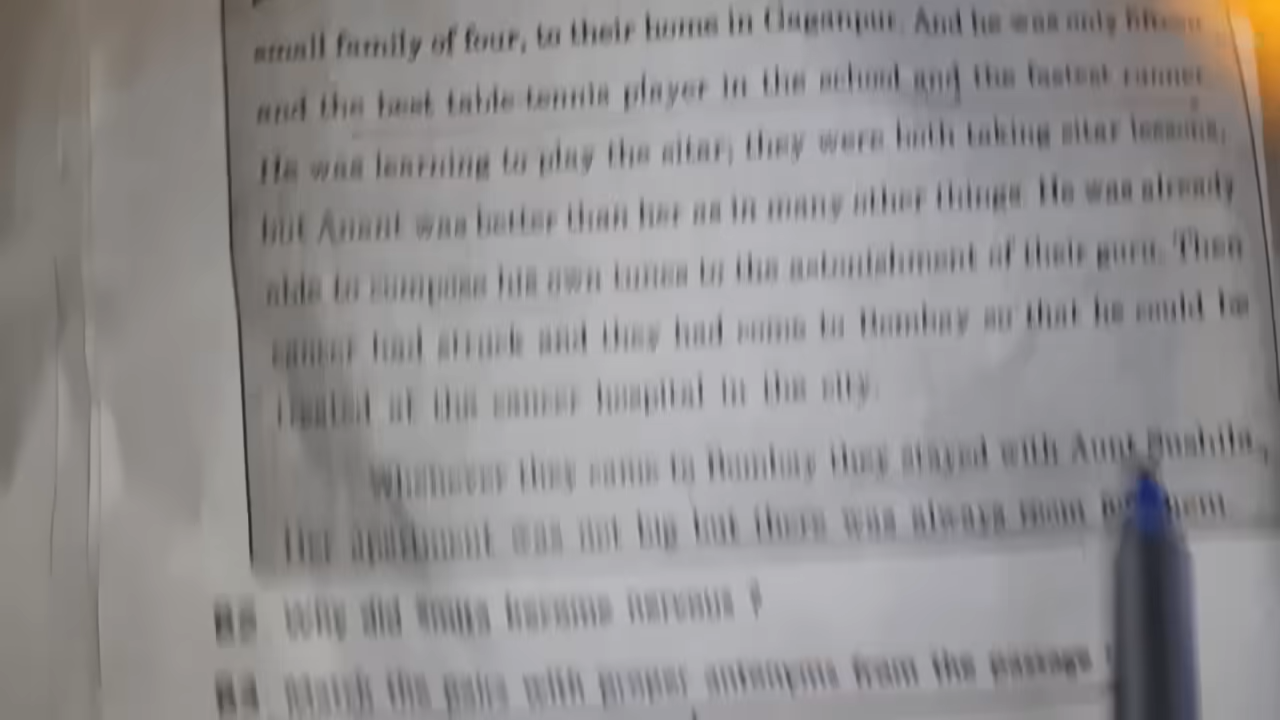 small family of four, to their home in Gaganpur. And he was only fifteen
and the best table-tennis player in the school and the fastest runner.
He was learning to play the sitar; they were both taking sitar lessons,
but Anant was better than her as in many other things. He was already
able to compose his own tunes to the astonishment of their guru. Then
cancer had struck and they had come to Bombay so that he could be
treated at the cancer hospital in the city.
Whenever they came to Bombay they stayed with Aunt Sushila.
Her apartment was not big but there was always room
Why did Smita become nervous ?
Match the pairs with proper antonyms from the passage